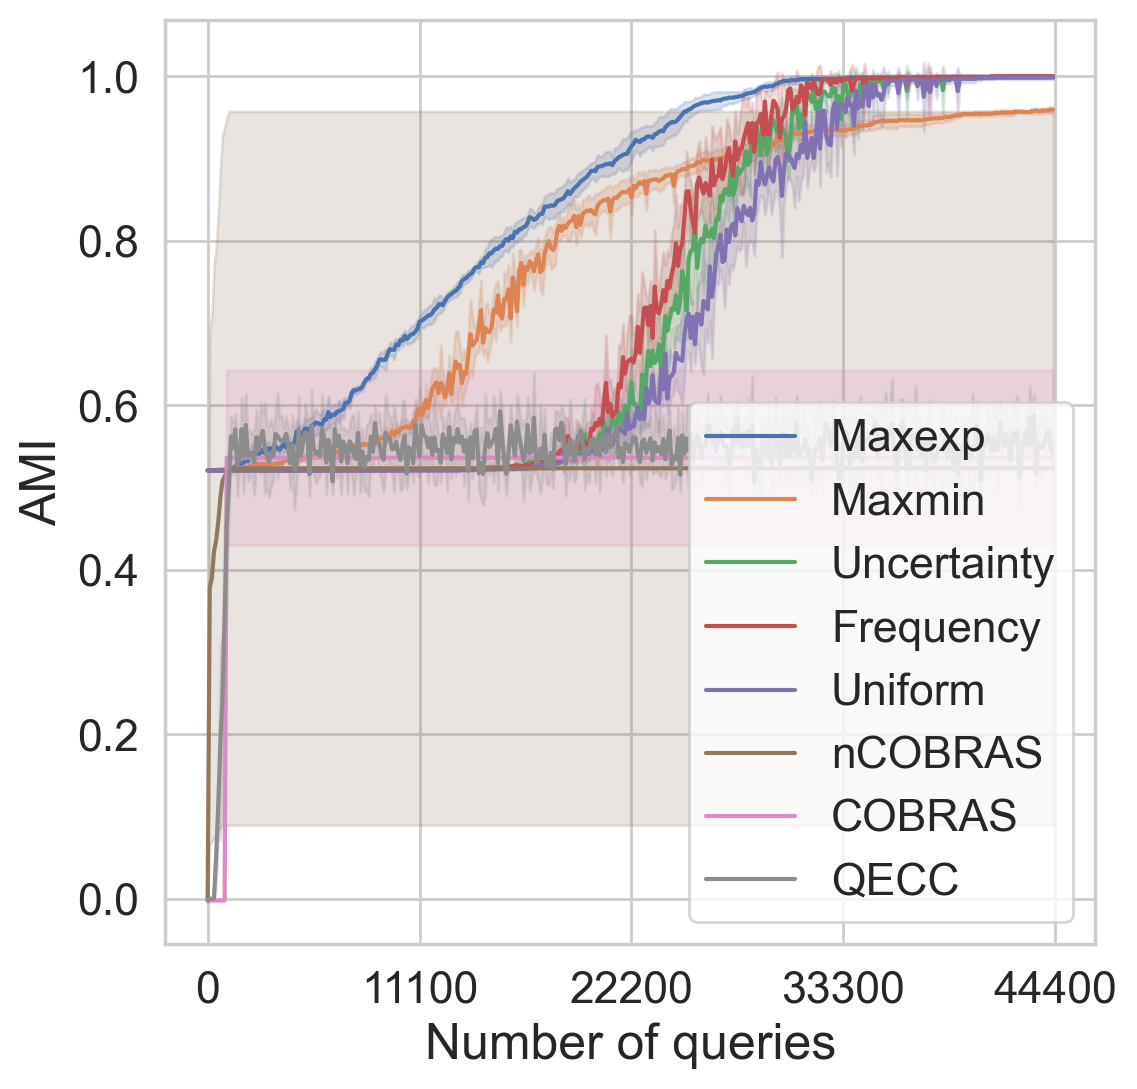 1.0
0.8
0.6
0.4
0.2
0.0
AMI
0
11100
22200
33300
44400
Number of queries
Maxexp
Maxmin
Uncertainty
Frequency
Uniform
nCOBRAS
COBRAS
QECC